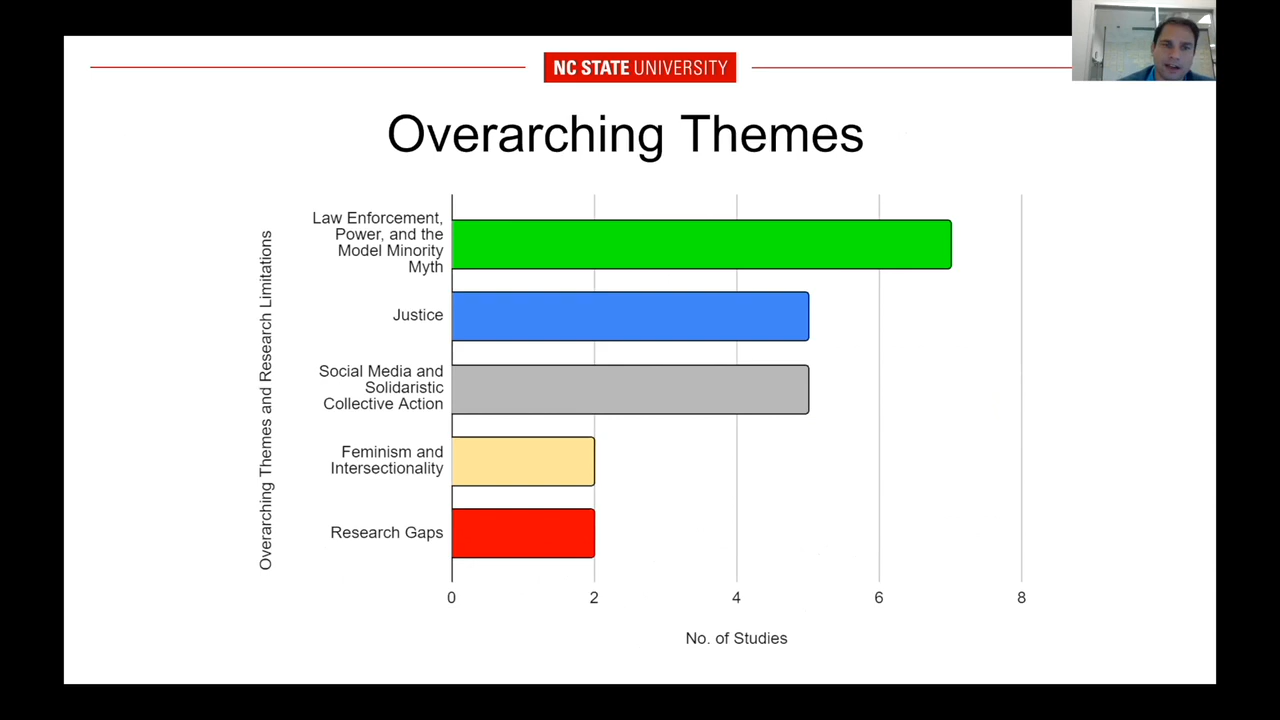 NC STATE UNIVERSITY
Overarching Themes
Overarching Themes and Research Limitations
Law Enforcement,
Power, and the
Model Minority
Myth
Justice
Social Media and
Solidaristic
Collective Action
Feminism and
Intersectionality
Research Gaps
0 2 4 6 8
No. of Studies